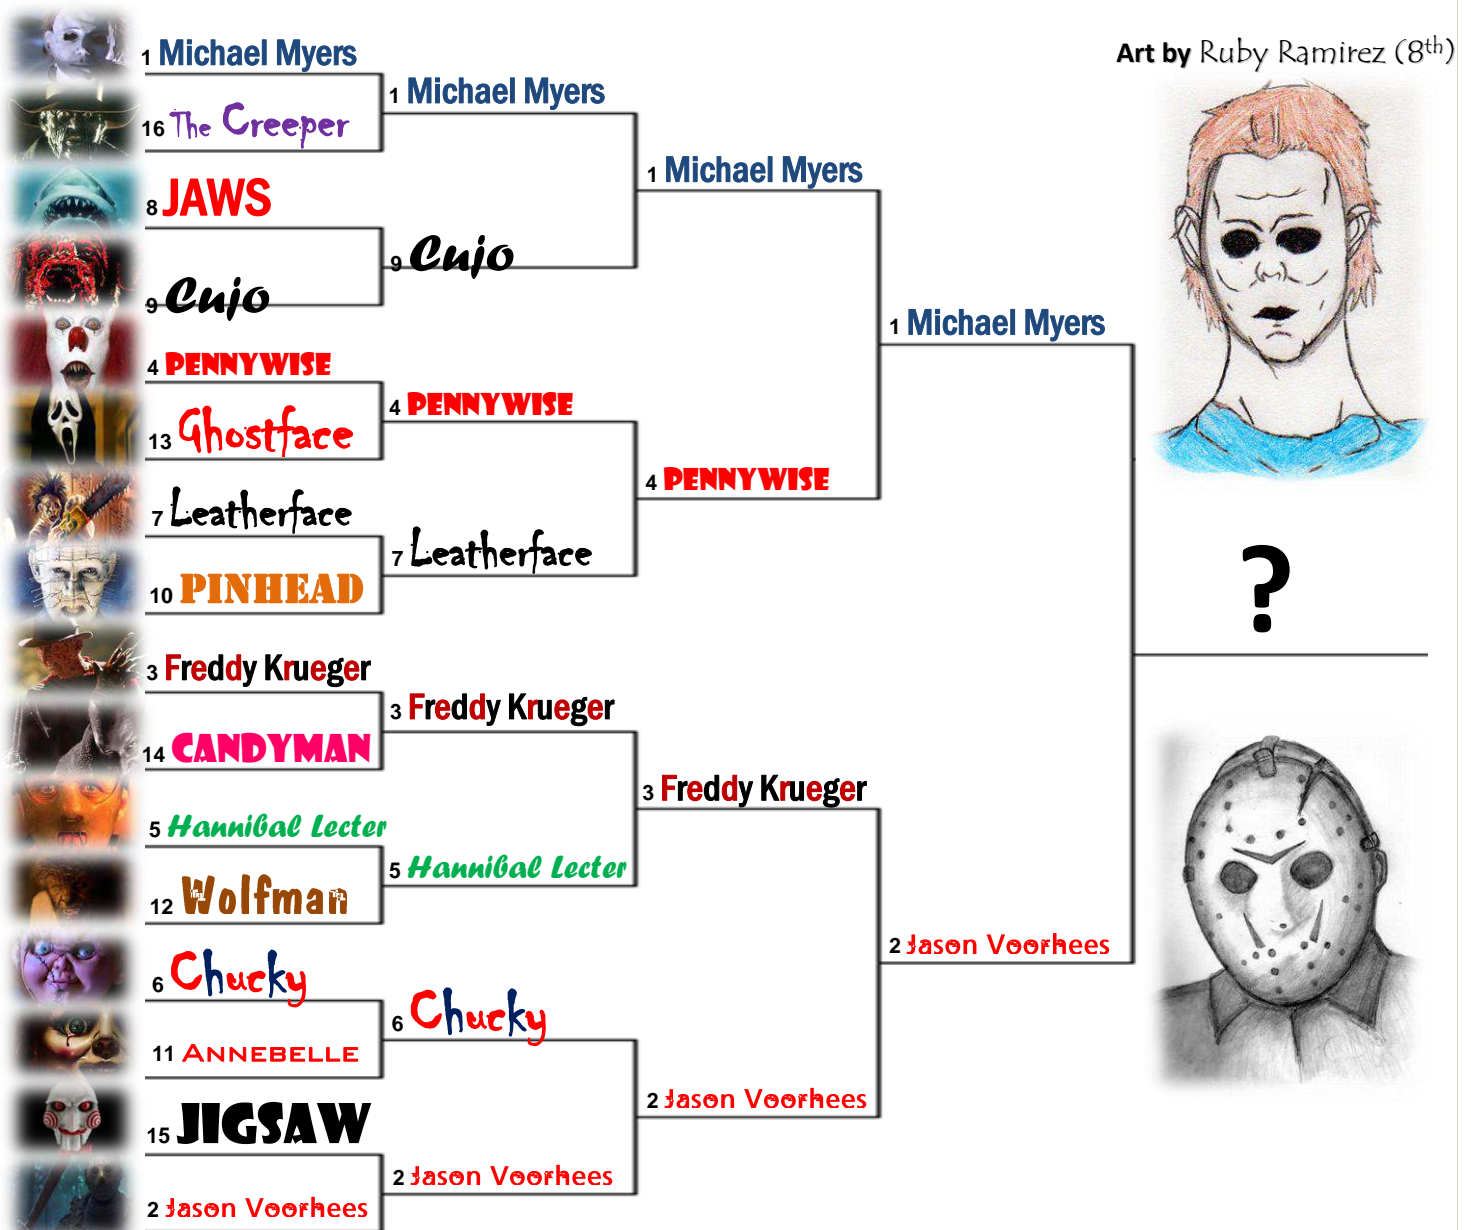 Art by Ruby Ramirez (8th)
1 Michael Myers
16 The Creeper
8 JAWS
9 Cujo
4 PENNYWISE
13 Ghostface
7 Leatherface
10 PINHEAD
3 Freddy Krueger
14 CANDYMAN
5 Hannibal Lecter
12 Wolfman
6 Chucky
11 ANNEBELLE
15 JIGSAW
2 Jason Voorhees
1 Michael Myers
9 Cujo
4 PENNYWISE
7 Leatherface
3 Freddy Krueger
5 Hannibal Lecter
6 Chucky
2 Jason Voorhees
1 Michael Myers
4 PENNYWISE
3 Freddy Krueger
2 Jason Voorhees
1 Michael Myers
2 Jason Voorhees
?